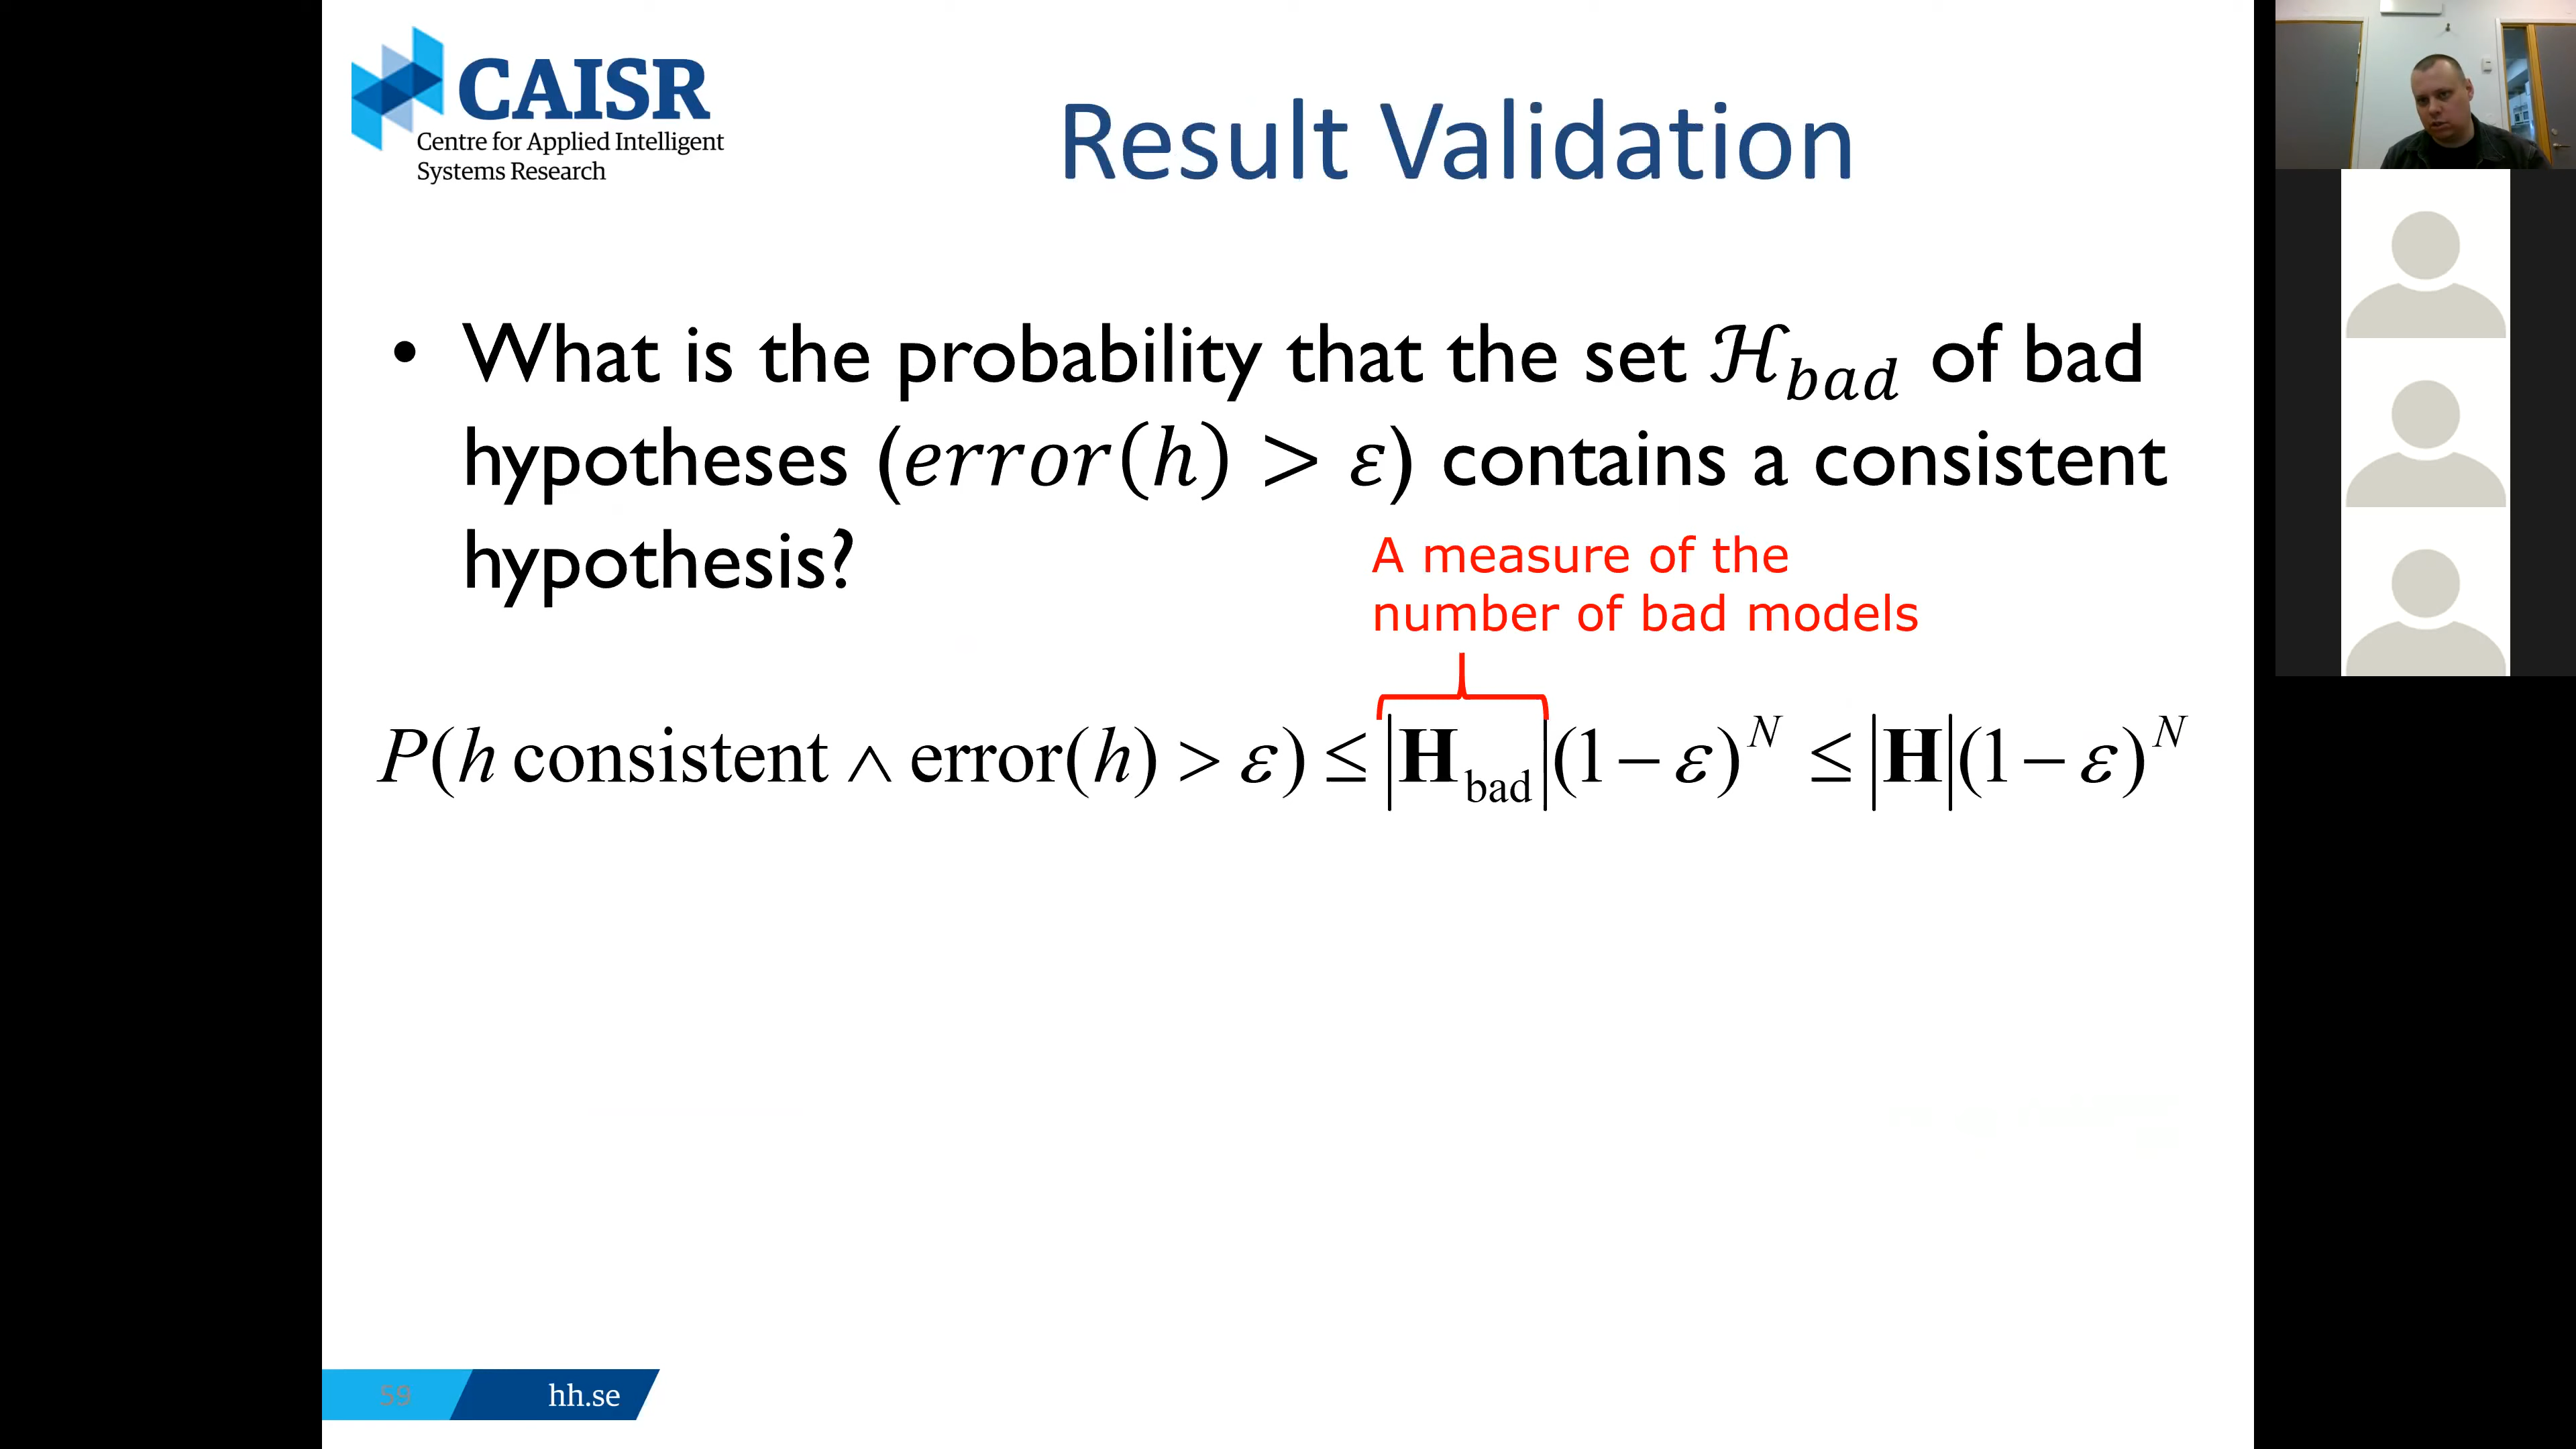 CAISR
Centre for Applied Intelligent
Systems Research
Result Validation
• What is the probability that the set ℋ_bad of bad
hypotheses (error(h) > ε) contains a consistent
hypothesis?
A measure of the
number of bad models
P(h consistent ∧ error(h) > ε) ≤ |H_bad|(1 − ε)^N ≤ |H|(1 − ε)^N
59
hh.se